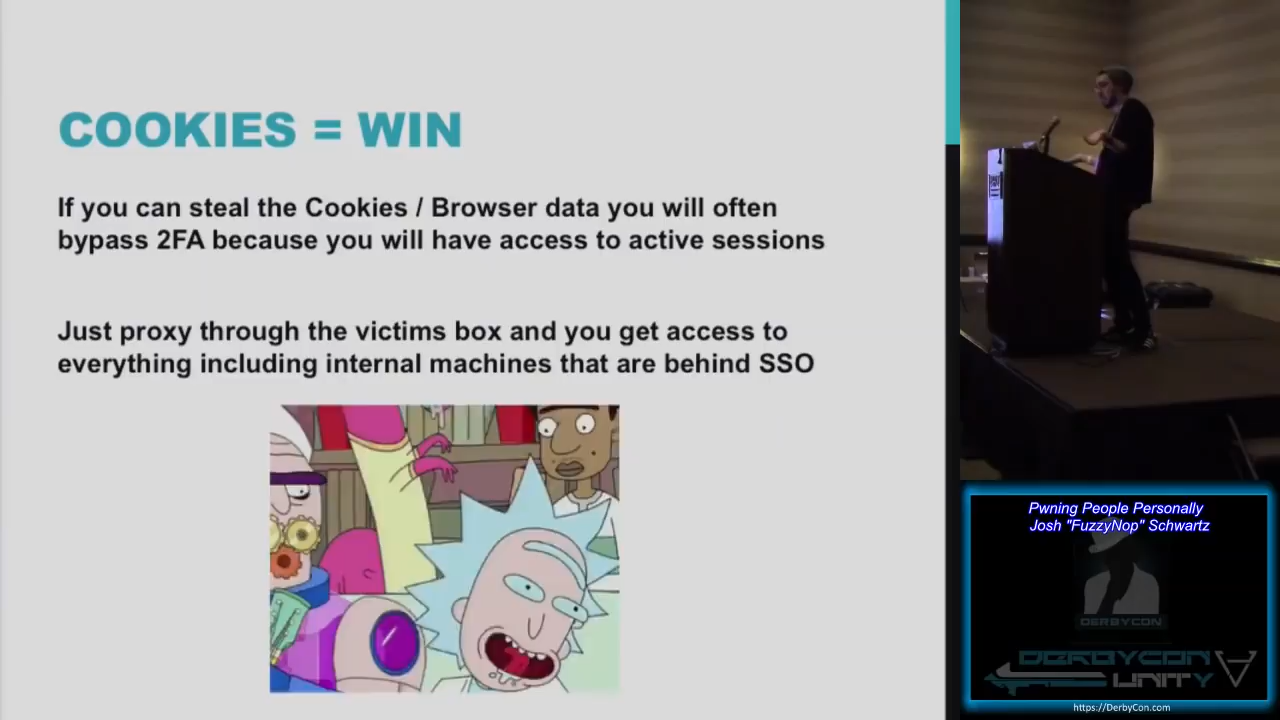 COOKIES = WIN
If you can steal the Cookies / Browser data you will often
bypass 2FA because you will have access to active sessions
Just proxy through the victims box and you get access to
everything including internal machines that are behind SSO
Pwning People Personally
Josh "FuzzyNop" Schwartz
DERBYCON
DERBYCON
UNITY
https://DerbyCon.com